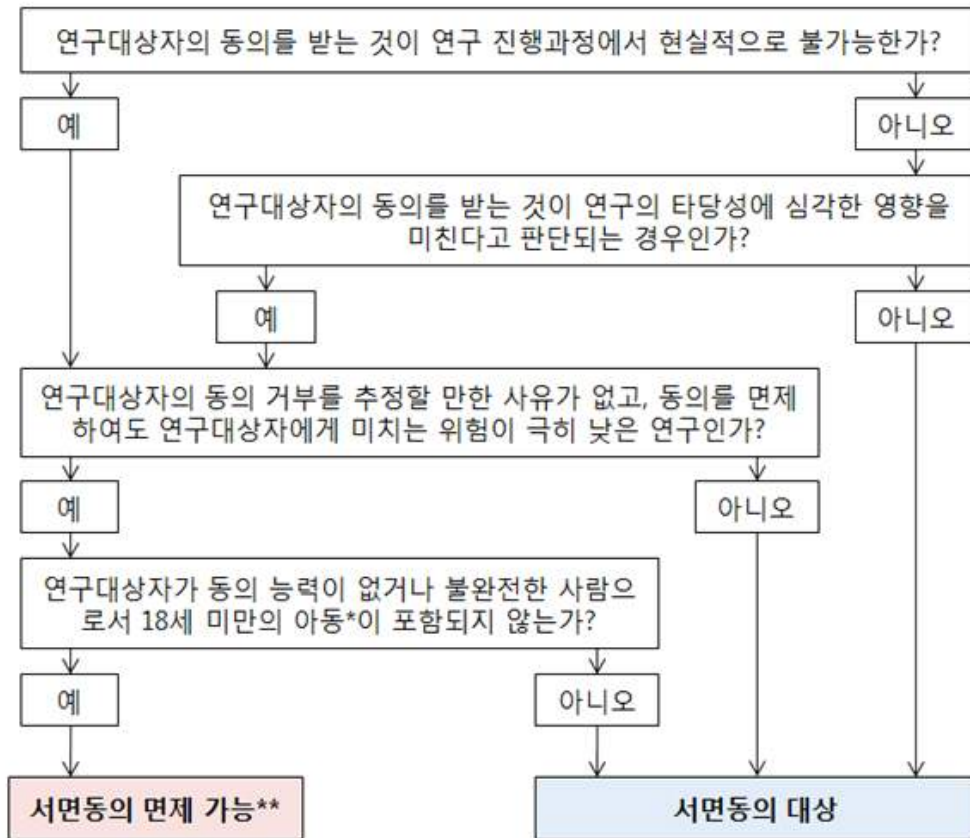 연구대상자의 동의를 받는 것이 연구 진행과정에서 현실적으로 불가능한가?
예
아니오
연구대상자의 동의를 받는 것이 연구의 타당성에 심각한 영향을
미친다고 판단되는 경우인가?
예
아니오
연구대상자의 동의 거부를 추정할 만한 사유가 없고, 동의를 면제
하여도 연구대상자에게 미치는 위험이 극히 낮은 연구인가?
예
아니오
연구대상자가 동의 능력이 없거나 불완전한 사람으
로서 18세 미만의 아동*이 포함되지 않는가?
예
아니오
서면동의 면제 가능**
서면동의 대상